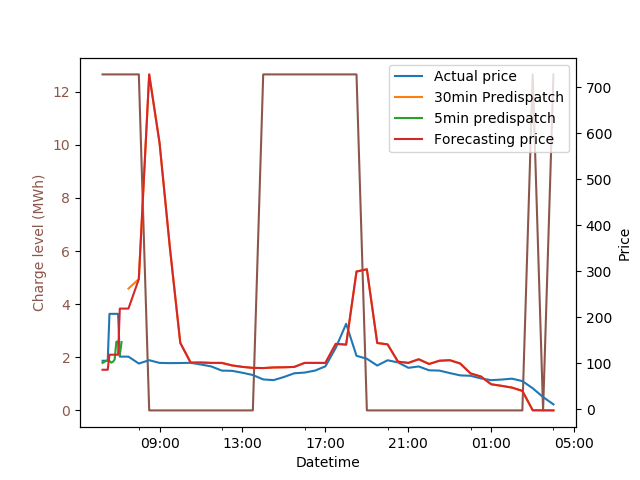 Actual price
30min Predispatch
5min predispatch
Forecasting price
Charge level (MWh)
12
10
8
6
4
2
0
700
600
500
400
300
200
100
0
Price
09:00 13:00 17:00 21:00 01:00 05:00
Datetime